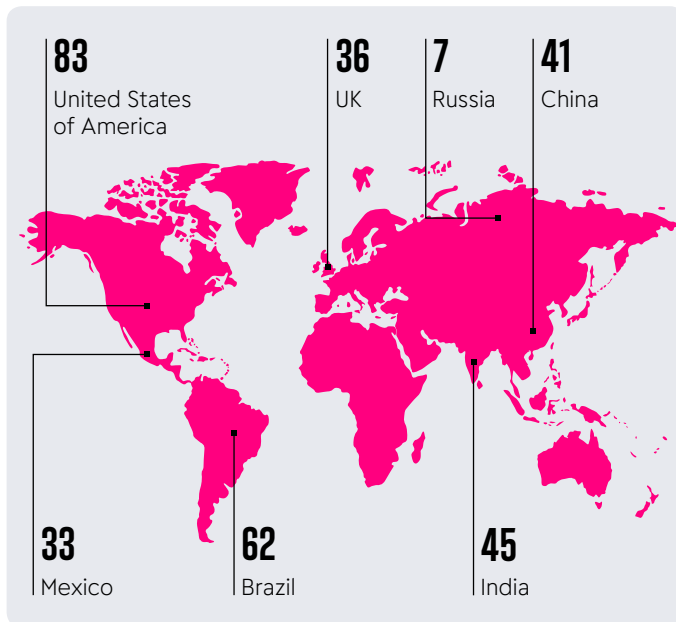 83
United States
of America
36
UK
7
Russia
41
China
33
Mexico
62
Brazil
45
India